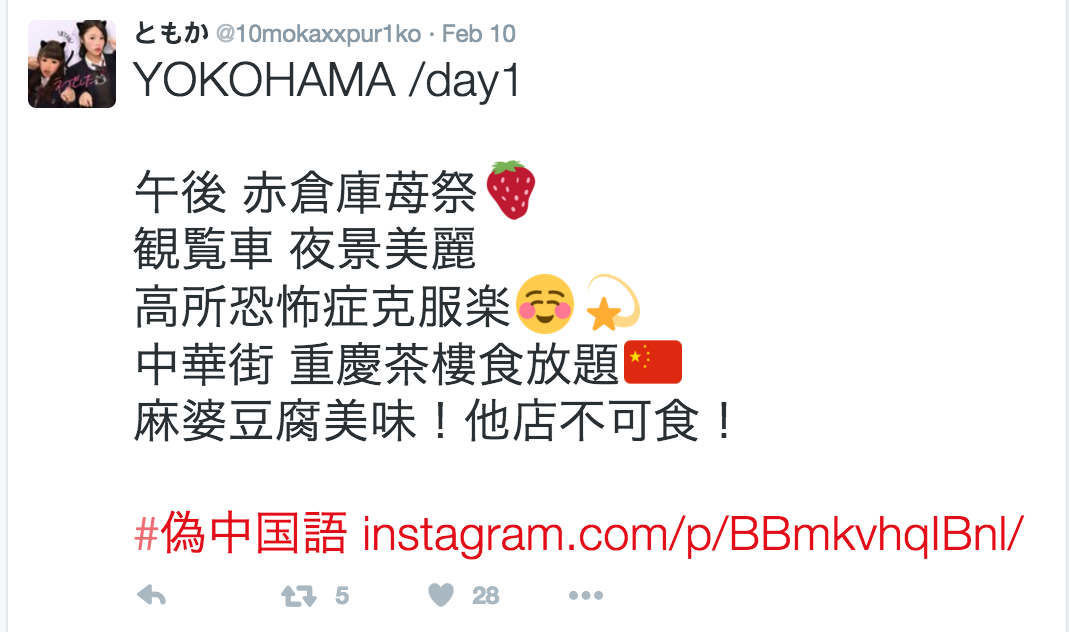 ともか @10mokaxxpur1ko · Feb 10
YOKOHAMA /day1
午後 赤倉庫苺祭🍓
観覧車 夜景美麗
高所恐怖症克服楽☺️💫
中華街 重慶茶樓食放題🇨🇳
麻婆豆腐美味！他店不可食！
#偽中国語 instagram.com/p/BBmkvhqIBnl/
5 28